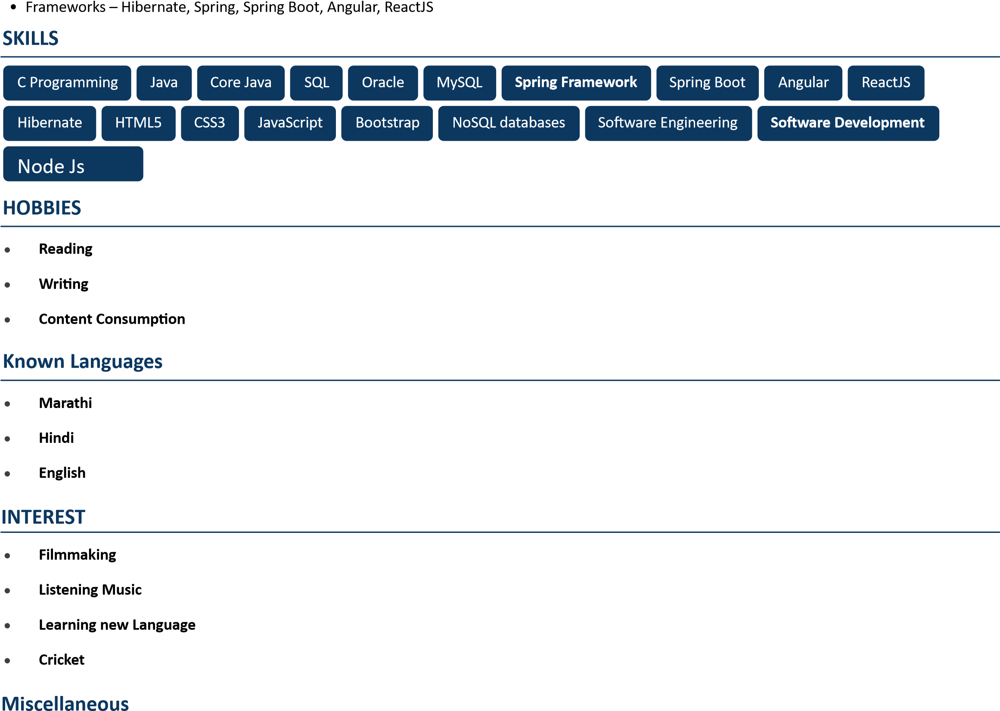 • Frameworks – Hibernate, Spring, Spring Boot, Angular, ReactJS
SKILLS
C Programming Java Core Java SQL Oracle MySQL Spring Framework Spring Boot Angular ReactJS
Hibernate HTML5 CSS3 JavaScript Bootstrap NoSQL databases Software Engineering Software Development
Node Js
HOBBIES
• Reading
• Writing
• Content Consumption
Known Languages
• Marathi
• Hindi
• English
INTEREST
• Filmmaking
• Listening Music
• Learning new Language
• Cricket
Miscellaneous